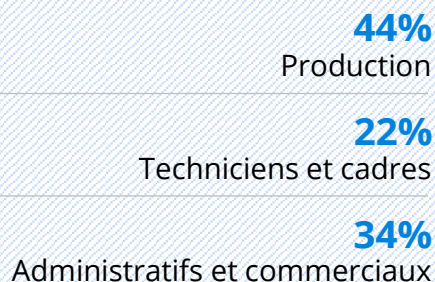 44%
Production
22%
Techniciens et cadres
34%
Administratifs et commerciaux